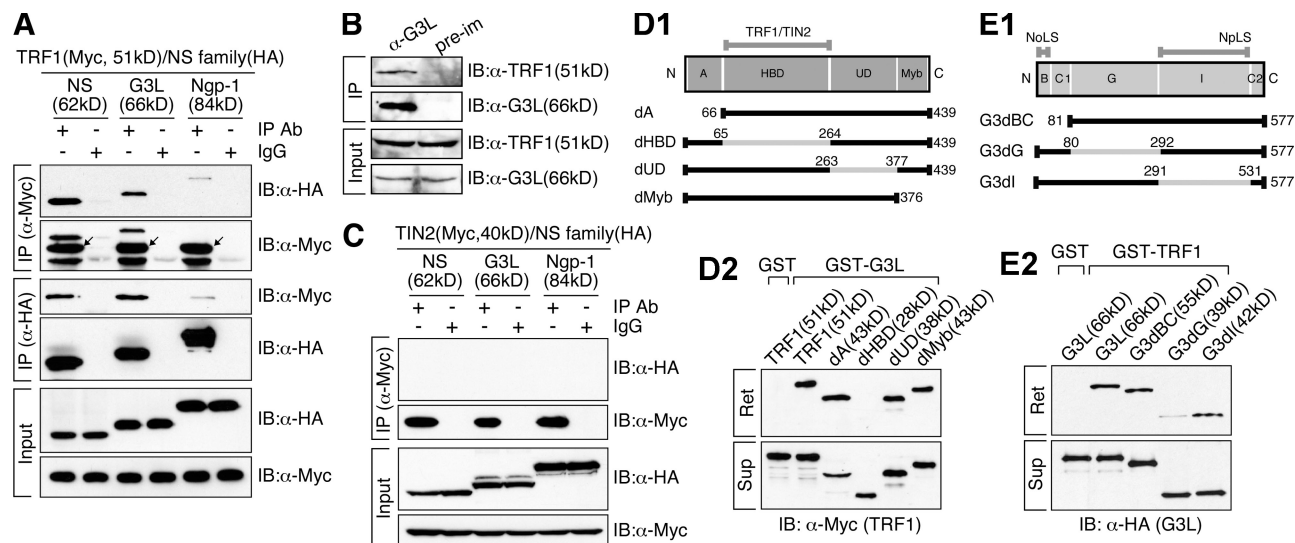 A
TRF1(Myc, 51kD)/NS family(HA)
NS G3L Ngp-1
(62kD) (66kD) (84kD)
+ - + - + - IP Ab
- + - + - + IgG
IP (α-Myc)
IB:α-HA
IB:α-Myc
IP (α-HA)
IB:α-Myc
IB:α-HA
Input
IB:α-HA
IB:α-Myc
B
α-G3L pre-im
IP
IB:α-TRF1(51kD)
IB:α-G3L(66kD)
Input
IB:α-TRF1(51kD)
IB:α-G3L(66kD)
C
TIN2(Myc,40kD)/NS family(HA)
NS G3L Ngp-1
(62kD) (66kD) (84kD)
+ - + - + - IP Ab
- + - + - + IgG
IP (α-Myc)
IB:α-HA
IB:α-Myc
Input
IB:α-HA
IB:α-Myc
D1
TRF1/TIN2
N A HBD UD Myb C
dA 66 439
dHBD 65 264 439
dUD 263 377 439
dMyb 376
E1
NoLS NpLS
N B C1 G I C2 C
G3dBC 81 577
G3dG 80 292 577
G3dI 291 531 577
D2
GST GST-G3L
TRF1(51kD) TRF1(51kD) dA(43kD) dHBD(28kD) dUD(38kD) dMyb(43kD)
Ret
Sup
IB: α-Myc (TRF1)
E2
GST GST-TRF1
G3L(66kD) G3L(66kD) G3dBC(55kD) G3dG(39kD) G3dI(42kD)
Ret
Sup
IB: α-HA (G3L)